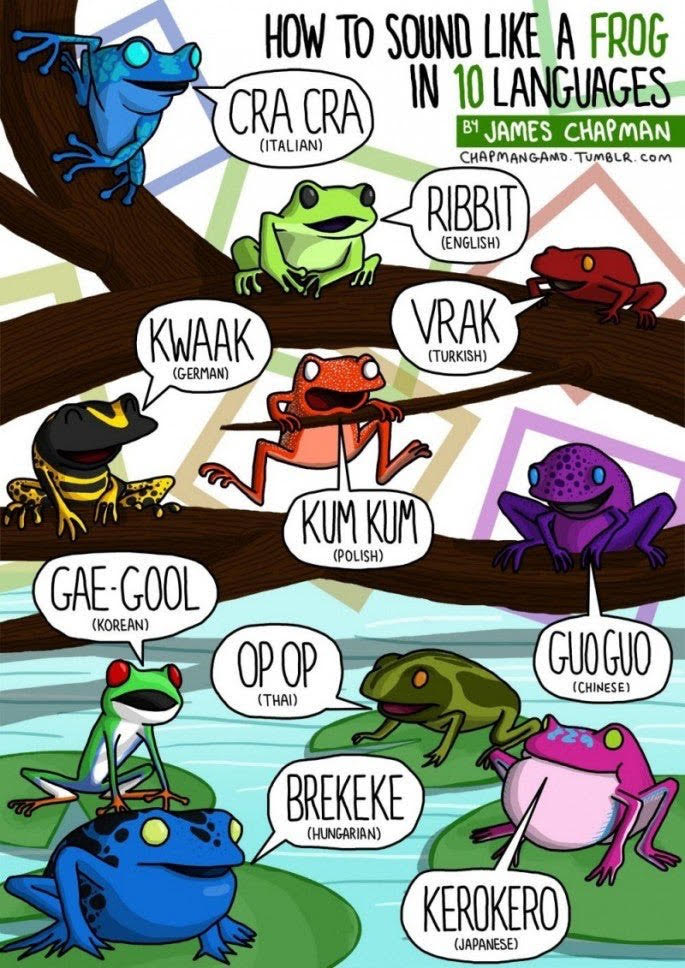 HOW TO SOUND LIKE A FROG
IN 10 LANGUAGES
BY JAMES CHAPMAN
CHAPMANGAMO.TUMBLR.COM
CRA CRA
(ITALIAN)
RIBBIT
(ENGLISH)
VRAK
(TURKISH)
KWAAK
(GERMAN)
KUM KUM
(POLISH)
GAE-GOOL
(KOREAN)
OP OP
(THAI)
GUO GUO
(CHINESE)
BREKEKE
(HUNGARIAN)
KEROKERO
(JAPANESE)